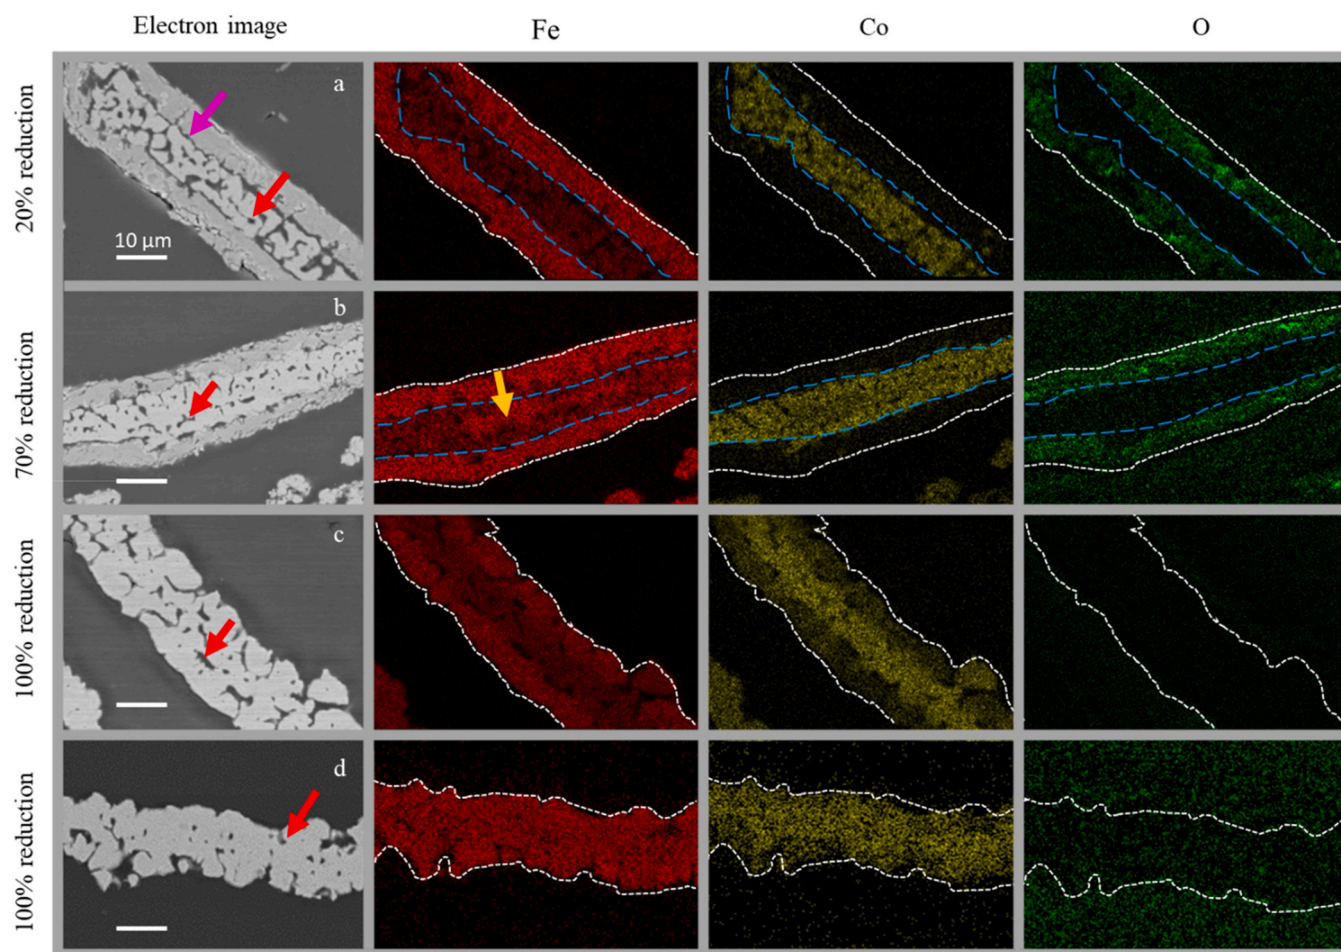 Electron image Fe Co O
20% reduction
a
10 µm
70% reduction
b
100% reduction
c
100% reduction
d